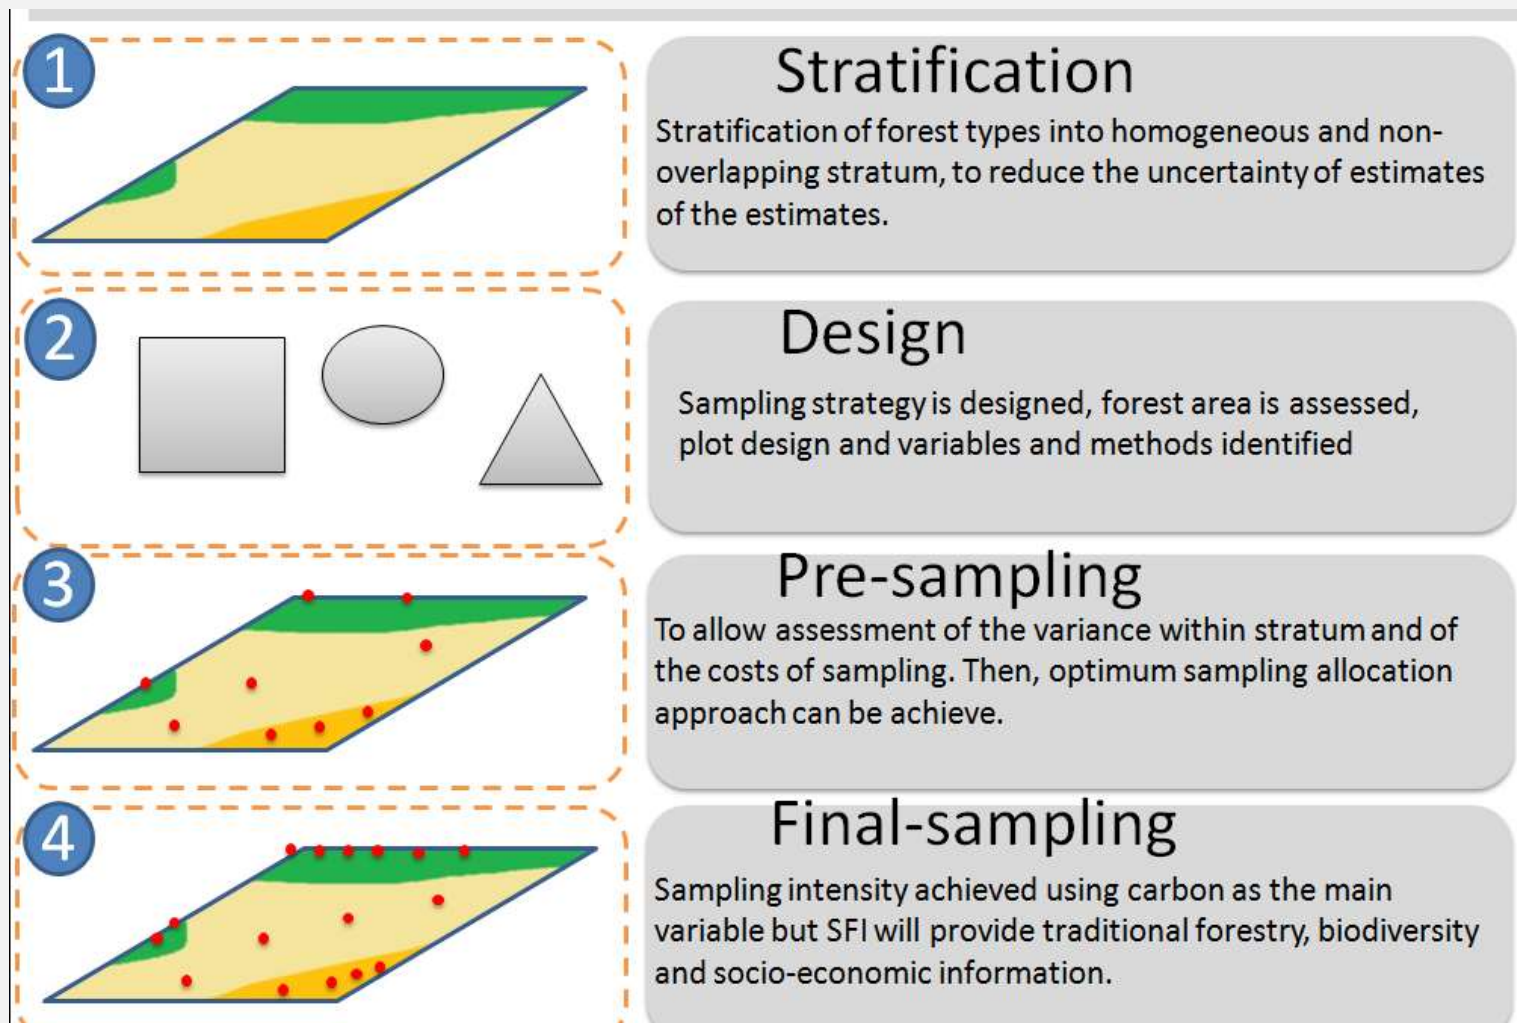 1
Stratification
Stratification of forest types into homogeneous and non-
overlapping stratum, to reduce the uncertainty of estimates
of the estimates.
2
Design
Sampling strategy is designed, forest area is assessed,
plot design and variables and methods identified
3
Pre-sampling
To allow assessment of the variance within stratum and of
the costs of sampling. Then, optimum sampling allocation
approach can be achieve.
4
Final-sampling
Sampling intensity achieved using carbon as the main
variable but SFI will provide traditional forestry, biodiversity
and socio-economic information.